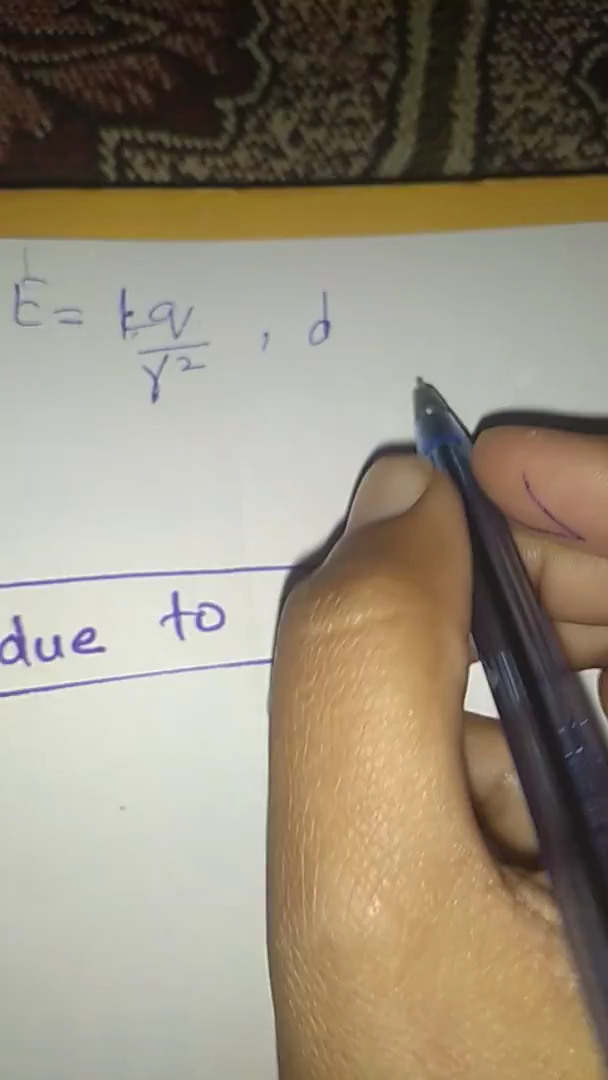 E = kq/r² , d
due to